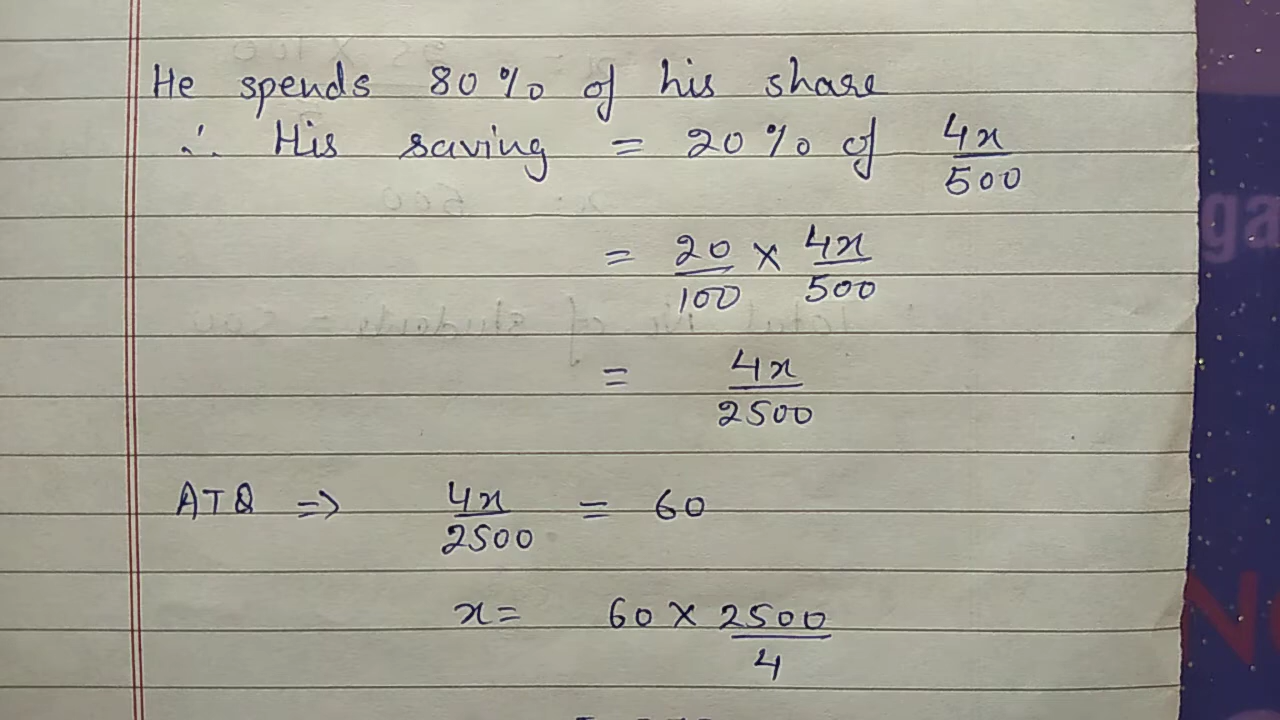 He spends 80% of his share
∴ His saving = 20% of 4x/500
= 20/100 × 4x/500
= 4x/2500
ATQ ⇒ 4x/2500 = 60
x = 60 × 2500/4
ga